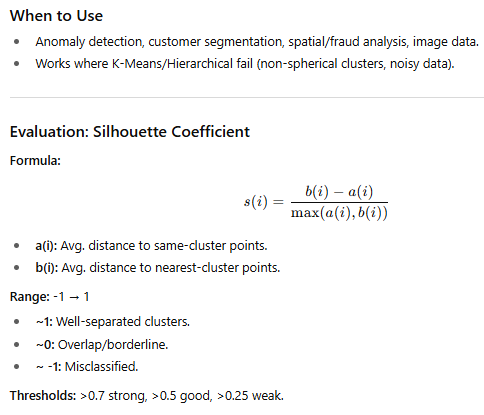 When to Use
• Anomaly detection, customer segmentation, spatial/fraud analysis, image data.
• Works where K-Means/Hierarchical fail (non-spherical clusters, noisy data).
Evaluation: Silhouette Coefficient
Formula:
s(i) = \frac{b(i) − a(i)}{\max(a(i), b(i))}
• a(i): Avg. distance to same-cluster points.
• b(i): Avg. distance to nearest-cluster points.
Range: -1 → 1
• ~1: Well-separated clusters.
• ~0: Overlap/borderline.
• ~ -1: Misclassified.
Thresholds: >0.7 strong, >0.5 good, >0.25 weak.